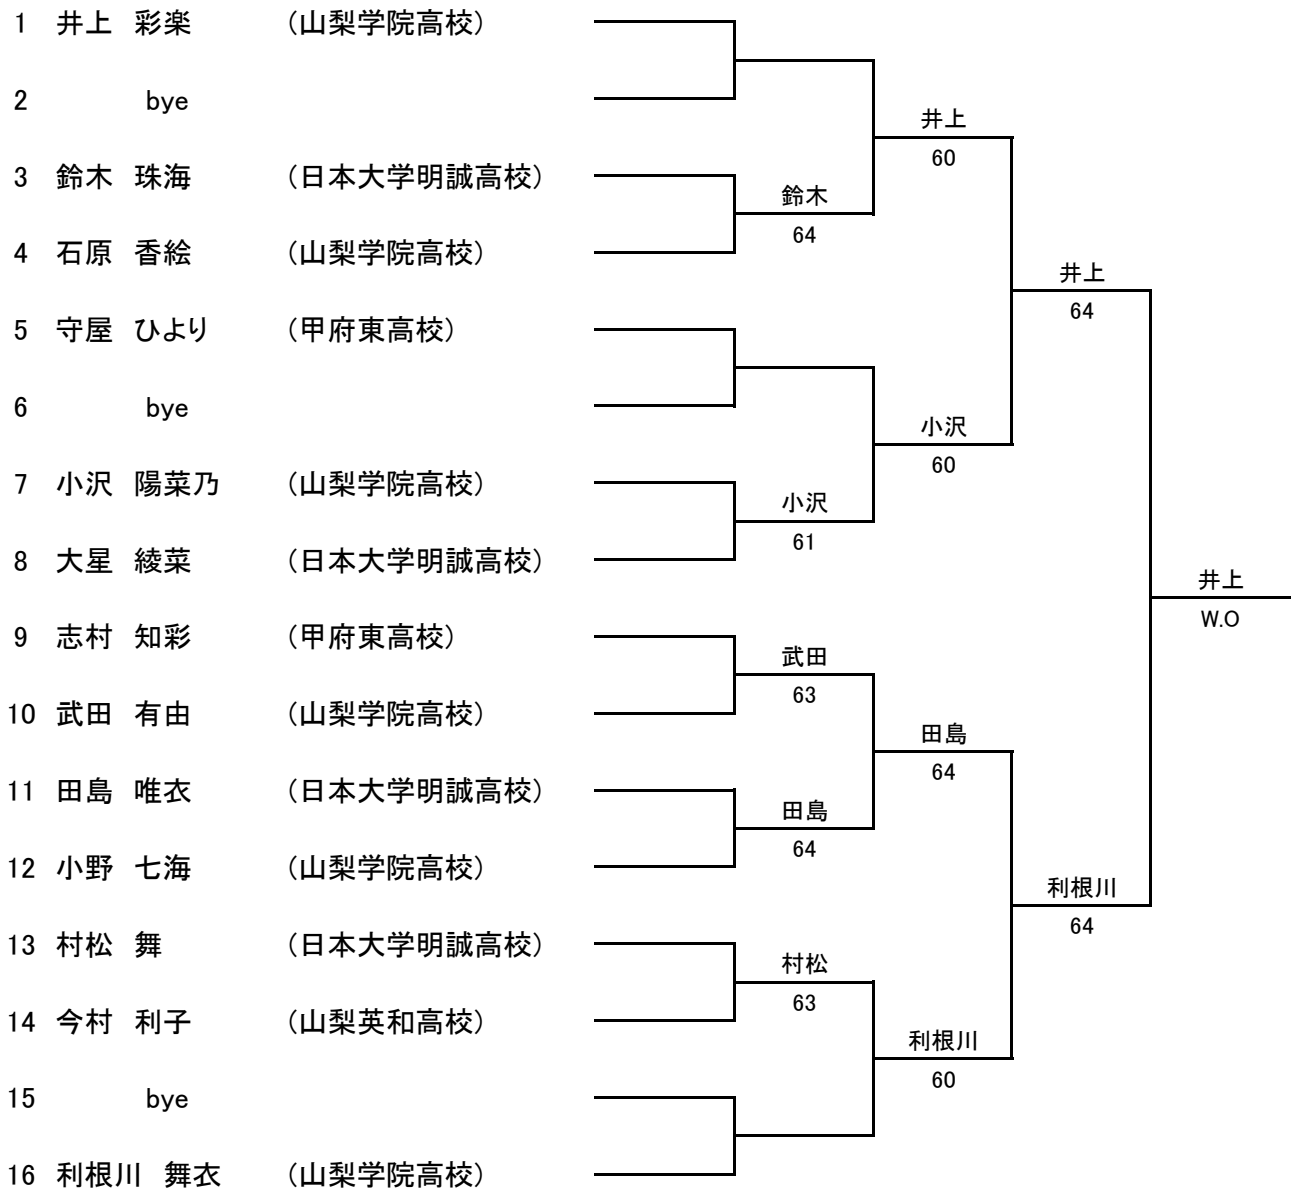 1 井上 彩楽 (山梨学院高校)
2 bye
井上
60
3 鈴木 珠海 (日本大学明誠高校)
鈴木
64
4 石原 香絵 (山梨学院高校)
井上
64
5 守屋 ひより (甲府東高校)
6 bye
小沢
60
7 小沢 陽菜乃 (山梨学院高校)
小沢
61
8 大星 綾菜 (日本大学明誠高校)
井上
W.O
9 志村 知彩 (甲府東高校)
武田
63
10 武田 有由 (山梨学院高校)
田島
64
11 田島 唯衣 (日本大学明誠高校)
田島
64
12 小野 七海 (山梨学院高校)
利根川
64
13 村松 舞 (日本大学明誠高校)
村松
63
14 今村 利子 (山梨英和高校)
利根川
60
15 bye
16 利根川 舞衣 (山梨学院高校)